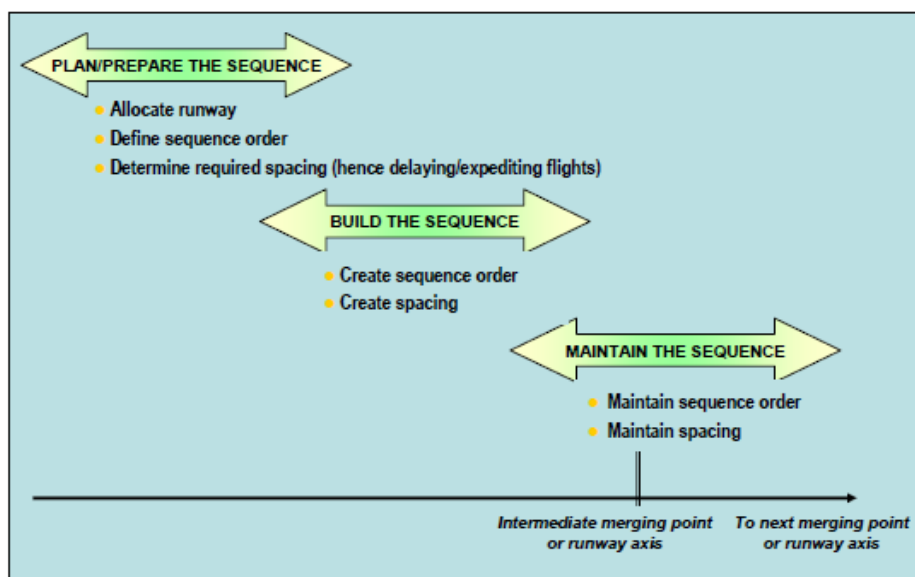 PLAN/PREPARE THE SEQUENCE
Allocate runway
Define sequence order
Determine required spacing (hence delaying/expediting flights)
BUILD THE SEQUENCE
Create sequence order
Create spacing
MAINTAIN THE SEQUENCE
Maintain sequence order
Maintain spacing
Intermediate merging point
or runway axis
To next merging point
or runway axis